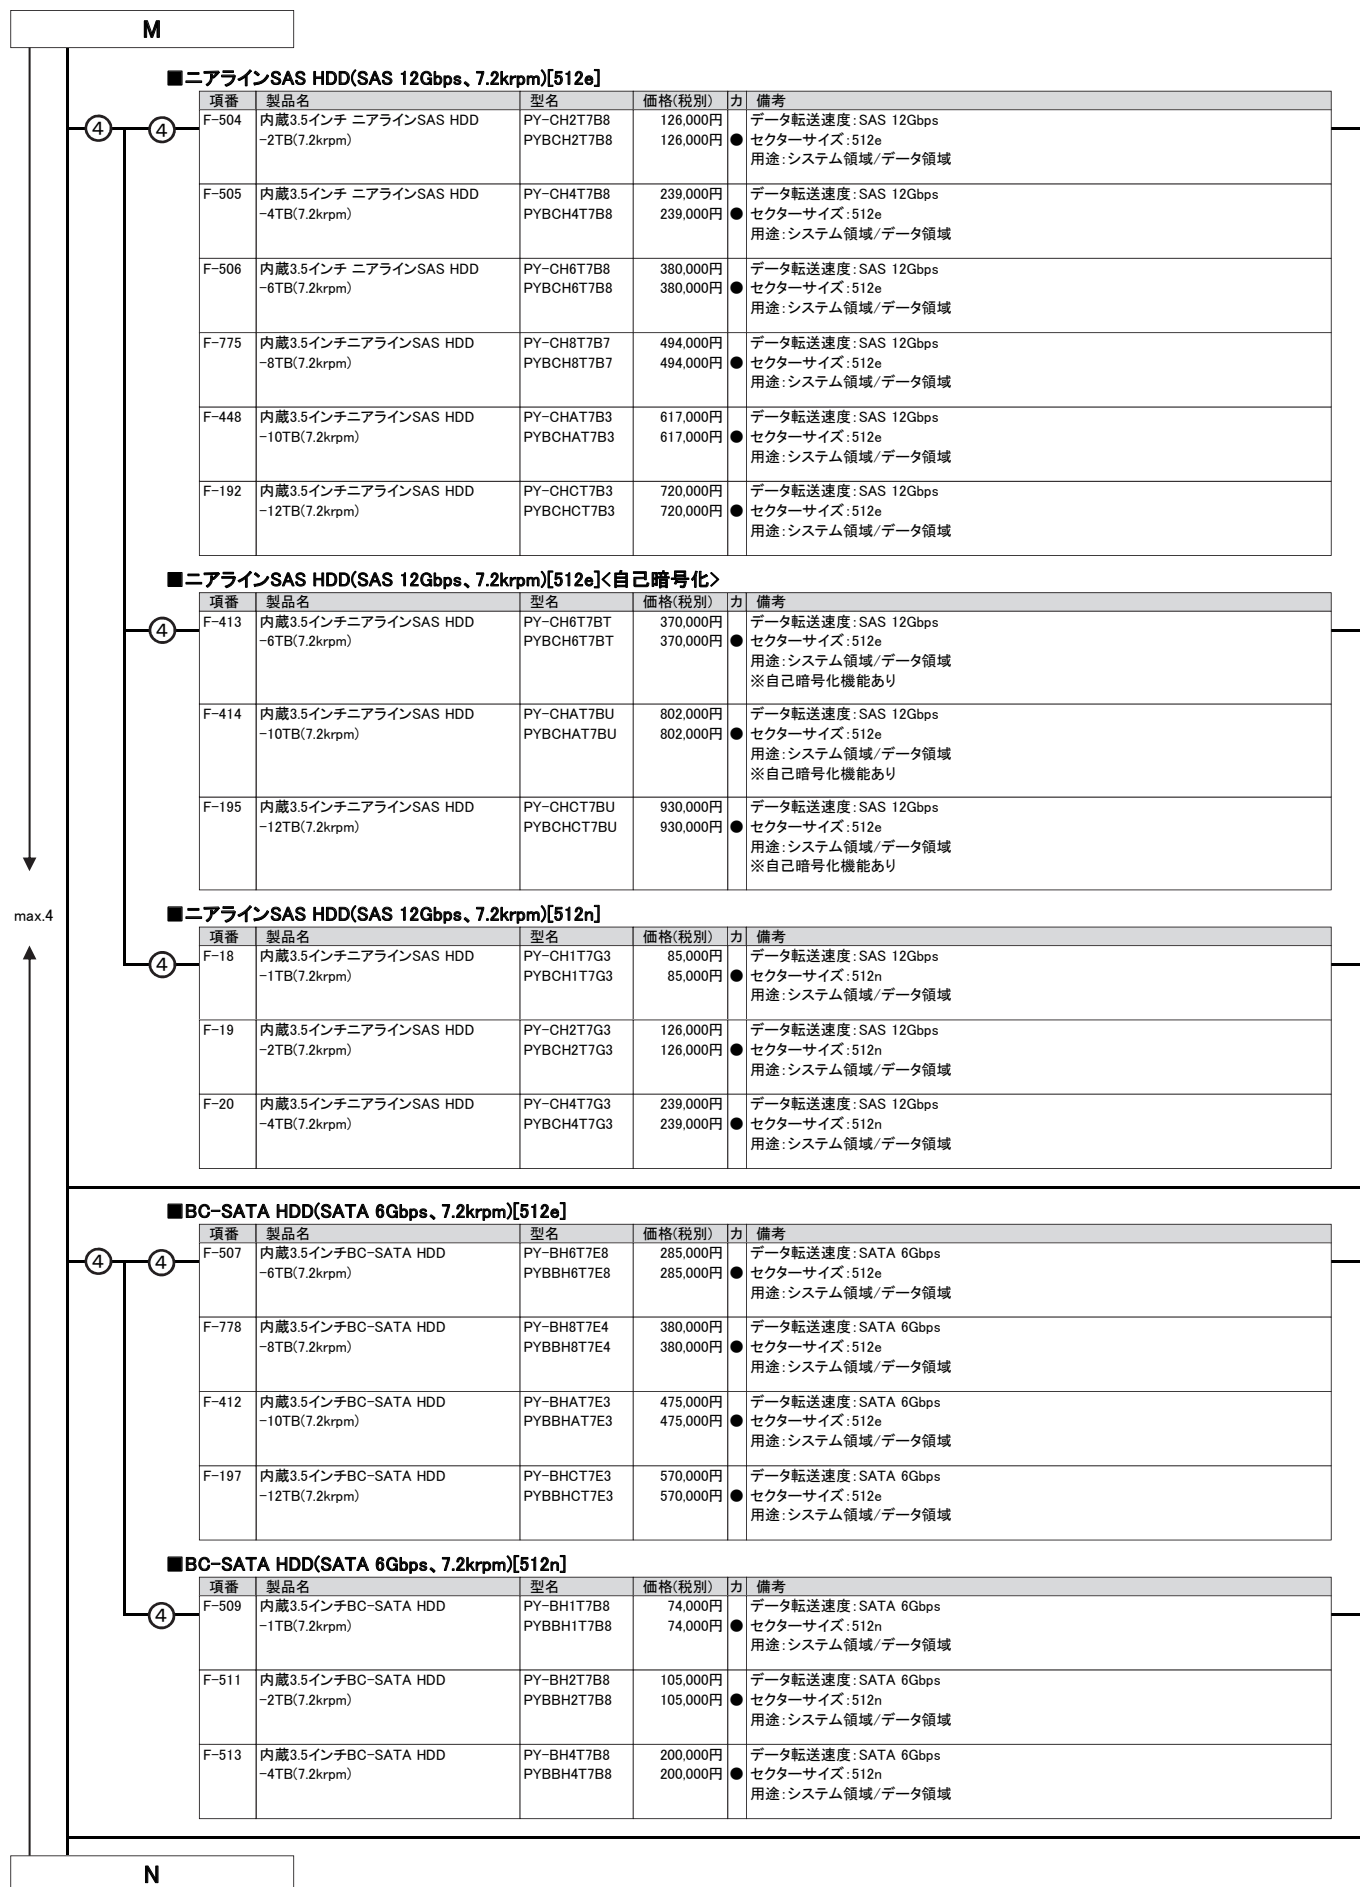 M
■ニアラインSAS HDD(SAS 12Gbps、7.2krpm)[512e]
項番 製品名 型名 価格(税別) カ 備考
F-504 内蔵3.5インチ ニアラインSAS HDD PY-CH2T7B8 126,000円 データ転送速度:SAS 12Gbps
④ ④
-2TB(7.2krpm) PYBCH2T7B8 126,000円 ● セクターサイズ:512e
用途:システム領域/データ領域
F-505 内蔵3.5インチ ニアラインSAS HDD PY-CH4T7B8 239,000円 データ転送速度:SAS 12Gbps
-4TB(7.2krpm) PYBCH4T7B8 239,000円 ● セクターサイズ:512e
用途:システム領域/データ領域
F-506 内蔵3.5インチ ニアラインSAS HDD PY-CH6T7B8 380,000円 データ転送速度:SAS 12Gbps
-6TB(7.2krpm) PYBCH6T7B8 380,000円 ● セクターサイズ:512e
用途:システム領域/データ領域
F-775 内蔵3.5インチニアラインSAS HDD PY-CH8T7B7 494,000円 データ転送速度:SAS 12Gbps
-8TB(7.2krpm) PYBCH8T7B7 494,000円 ● セクターサイズ:512e
用途:システム領域/データ領域
F-448 内蔵3.5インチニアラインSAS HDD PY-CHAT7B3 617,000円 データ転送速度:SAS 12Gbps
-10TB(7.2krpm) PYBCHAT7B3 617,000円 ● セクターサイズ:512e
用途:システム領域/データ領域
F-192 内蔵3.5インチニアラインSAS HDD PY-CHCT7B3 720,000円 データ転送速度:SAS 12Gbps
-12TB(7.2krpm) PYBCHCT7B3 720,000円 ● セクターサイズ:512e
用途:システム領域/データ領域
■ニアラインSAS HDD(SAS 12Gbps、7.2krpm)[512e]<自己暗号化>
項番 製品名 型名 価格(税別) カ 備考
F-413 内蔵3.5インチニアラインSAS HDD PY-CH6T7BT 370,000円 データ転送速度:SAS 12Gbps
④
-6TB(7.2krpm) PYBCH6T7BT 370,000円 ● セクターサイズ:512e
用途:システム領域/データ領域
※自己暗号化機能あり
F-414 内蔵3.5インチニアラインSAS HDD PY-CHAT7BU 802,000円 データ転送速度:SAS 12Gbps
-10TB(7.2krpm) PYBCHAT7BU 802,000円 ● セクターサイズ:512e
用途:システム領域/データ領域
※自己暗号化機能あり
F-195 内蔵3.5インチニアラインSAS HDD PY-CHCT7BU 930,000円 データ転送速度:SAS 12Gbps
-12TB(7.2krpm) PYBCHCT7BU 930,000円 ● セクターサイズ:512e
用途:システム領域/データ領域
※自己暗号化機能あり
max.4
■ニアラインSAS HDD(SAS 12Gbps、7.2krpm)[512n]
項番 製品名 型名 価格(税別) カ 備考
F-18 内蔵3.5インチニアラインSAS HDD PY-CH1T7G3 85,000円 データ転送速度:SAS 12Gbps
④
-1TB(7.2krpm) PYBCH1T7G3 85,000円 ● セクターサイズ:512n
用途:システム領域/データ領域
F-19 内蔵3.5インチニアラインSAS HDD PY-CH2T7G3 126,000円 データ転送速度:SAS 12Gbps
-2TB(7.2krpm) PYBCH2T7G3 126,000円 ● セクターサイズ:512n
用途:システム領域/データ領域
F-20 内蔵3.5インチニアラインSAS HDD PY-CH4T7G3 239,000円 データ転送速度:SAS 12Gbps
-4TB(7.2krpm) PYBCH4T7G3 239,000円 ● セクターサイズ:512n
用途:システム領域/データ領域
■BC-SATA HDD(SATA 6Gbps、7.2krpm)[512e]
項番 製品名 型名 価格(税別) カ 備考
F-507 内蔵3.5インチBC-SATA HDD PY-BH6T7E8 285,000円 データ転送速度:SATA 6Gbps
④ ④
-6TB(7.2krpm) PYBBH6T7E8 285,000円 ● セクターサイズ:512e
用途:システム領域/データ領域
F-778 内蔵3.5インチBC-SATA HDD PY-BH8T7E4 380,000円 データ転送速度:SATA 6Gbps
-8TB(7.2krpm) PYBBH8T7E4 380,000円 ● セクターサイズ:512e
用途:システム領域/データ領域
F-412 内蔵3.5インチBC-SATA HDD PY-BHAT7E3 475,000円 データ転送速度:SATA 6Gbps
-10TB(7.2krpm) PYBBHAT7E3 475,000円 ● セクターサイズ:512e
用途:システム領域/データ領域
F-197 内蔵3.5インチBC-SATA HDD PY-BHCT7E3 570,000円 データ転送速度:SATA 6Gbps
-12TB(7.2krpm) PYBBHCT7E3 570,000円 ● セクターサイズ:512e
用途:システム領域/データ領域
■BC-SATA HDD(SATA 6Gbps、7.2krpm)[512n]
項番 製品名 型名 価格(税別) カ 備考
F-509 内蔵3.5インチBC-SATA HDD PY-BH1T7B8 74,000円 データ転送速度:SATA 6Gbps
④
-1TB(7.2krpm) PYBBH1T7B8 74,000円 ● セクターサイズ:512n
用途:システム領域/データ領域
F-511 内蔵3.5インチBC-SATA HDD PY-BH2T7B8 105,000円 データ転送速度:SATA 6Gbps
-2TB(7.2krpm) PYBBH2T7B8 105,000円 ● セクターサイズ:512n
用途:システム領域/データ領域
F-513 内蔵3.5インチBC-SATA HDD PY-BH4T7B8 200,000円 データ転送速度:SATA 6Gbps
-4TB(7.2krpm) PYBBH4T7B8 200,000円 ● セクターサイズ:512n
用途:システム領域/データ領域
N